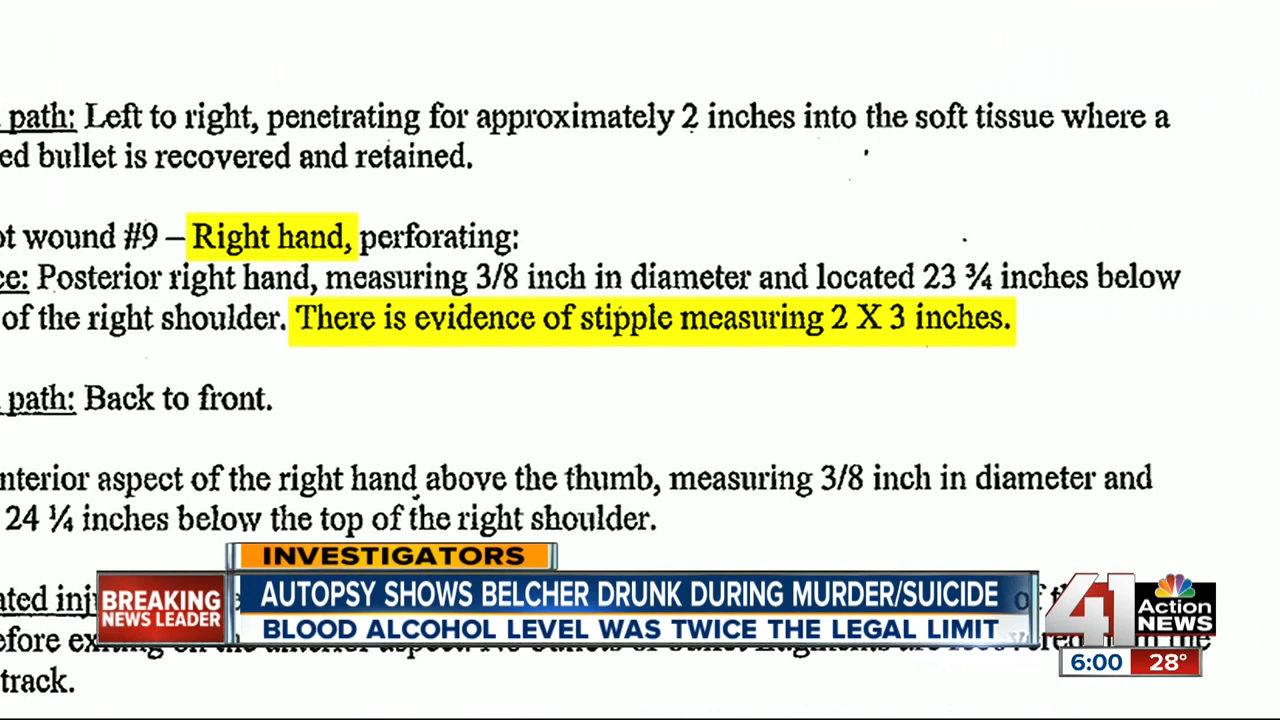 path: Left to right, penetrating for approximately 2 inches into the soft tissue where a
ed bullet is recovered and retained.
ot wound #9 – Right hand, perforating:
ce: Posterior right hand, measuring 3/8 inch in diameter and located 23 ¾ inches below
of the right shoulder. There is evidence of stipple measuring 2 X 3 inches.
path: Back to front.
nterior aspect of the right hand above the thumb, measuring 3/8 inch in diameter and
24 ¼ inches below the top of the right shoulder.
INVESTIGATORS
ated inj
BREAKING
NEWS LEADER
AUTOPSY SHOWS BELCHER DRUNK DURING MURDER/SUICIDE
BLOOD ALCOHOL LEVEL WAS TWICE THE LEGAL LIMIT
41
Action
NEWS
6:00 28°
efore
the
track.